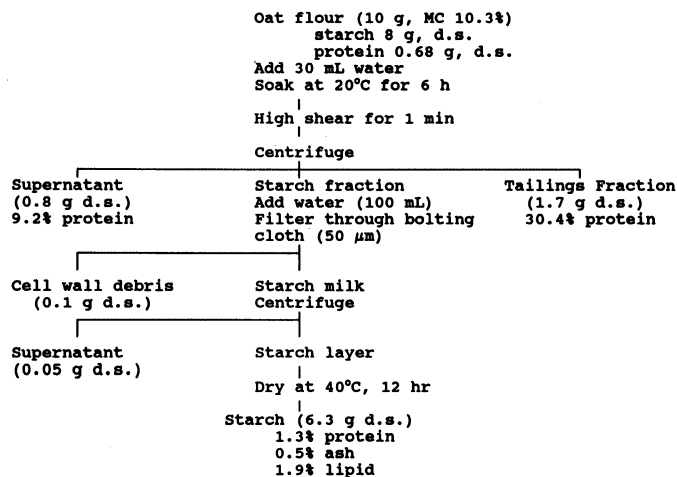 Oat flour (10 g, MC 10.3%)
starch 8 g, d.s.
protein 0.68 g, d.s.
Add 30 mL water
Soak at 20°C for 6 h
High shear for 1 min
Centrifuge
Supernatant
(0.8 g d.s.)
9.2% protein
Starch fraction
Add water (100 mL)
Filter through bolting
cloth (50 μm)
Tailings Fraction
(1.7 g d.s.)
30.4% protein
Cell wall debris
(0.1 g d.s.)
Starch milk
Centrifuge
Supernatant
(0.05 g d.s.)
Starch layer
Dry at 40°C, 12 hr
Starch (6.3 g d.s.)
1.3% protein
0.5% ash
1.9% lipid